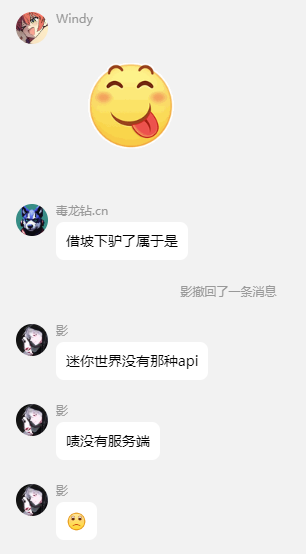 Windy
毒龙钻.cn
借坡下驴了属于是
影撤回了一条消息
影
迷你世界没有那种api
影
啧没有服务端
影